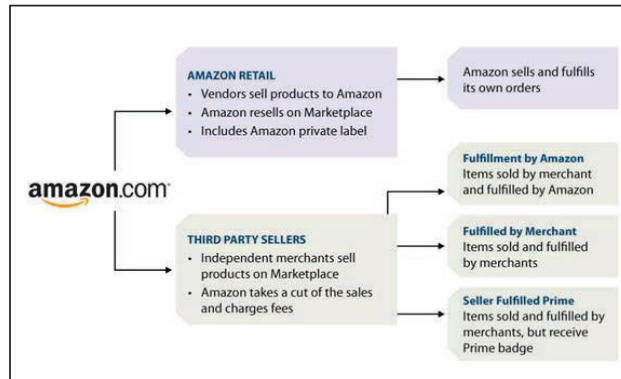 AMAZON RETAIL
• Vendors sell products to Amazon
• Amazon resells on Marketplace
• Includes Amazon private label
Amazon sells and fulfills
its own orders
amazon.com
Fulfillment by Amazon
Items sold by merchant
and fulfilled by Amazon
THIRD PARTY SELLERS
• Independent merchants sell
products on Marketplace
• Amazon takes a cut of the sales
and charges fees
Fulfilled by Merchant
Items sold and fulfilled
by merchants
Seller Fulfilled Prime
Items sold and fulfilled by
merchants, but receive
Prime badge